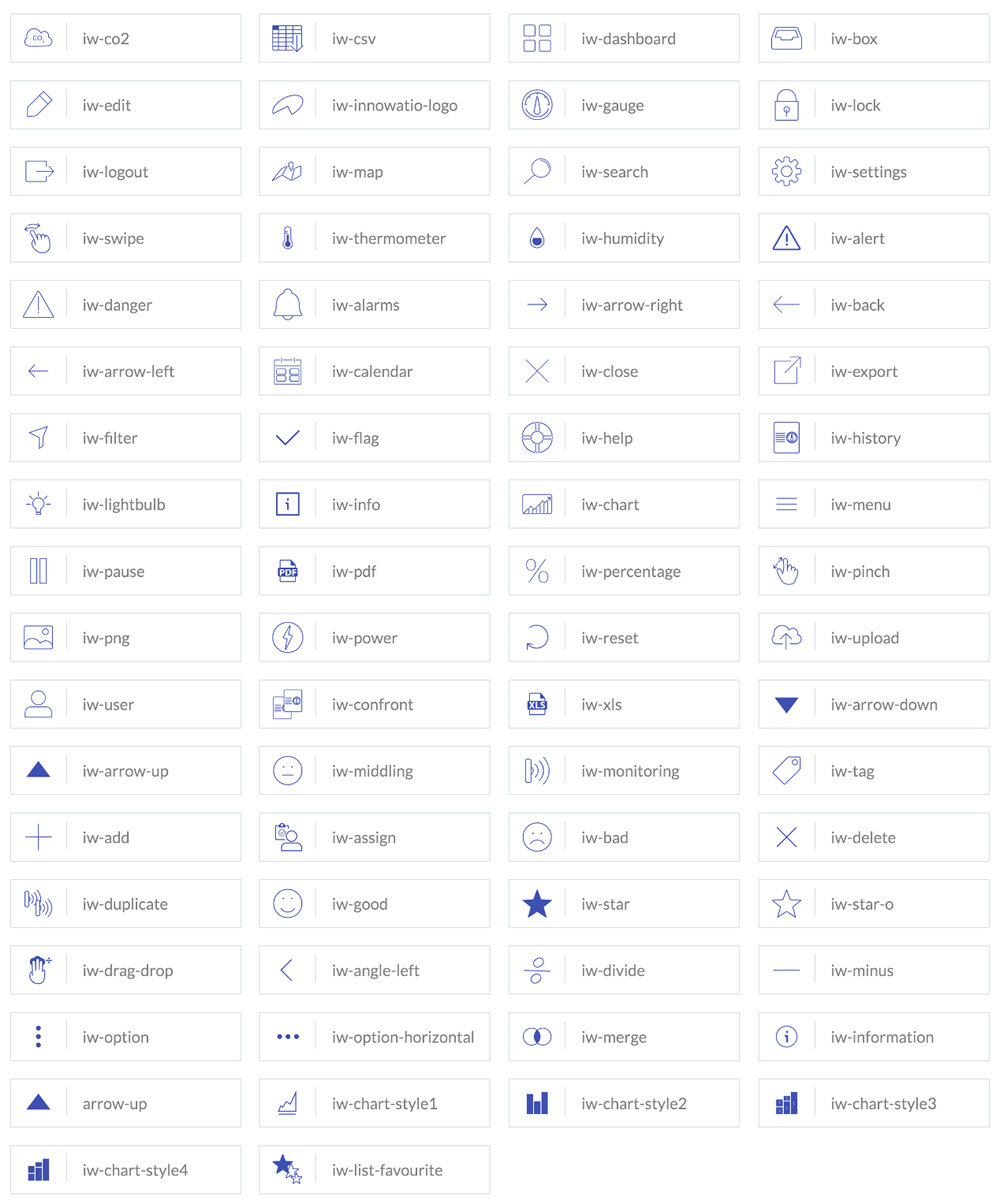 CO₂ iw-co2 iw-csv iw-dashboard iw-box
iw-edit iw-innowatio-logo iw-gauge iw-lock
iw-logout iw-map iw-search iw-settings
iw-swipe iw-thermometer iw-humidity iw-alert
iw-danger iw-alarms iw-arrow-right iw-back
iw-arrow-left iw-calendar iw-close iw-export
iw-filter iw-flag iw-help iw-history
iw-lightbulb iw-info iw-chart iw-menu
iw-pause PDF iw-pdf iw-percentage iw-pinch
iw-png iw-power iw-reset iw-upload
iw-user iw-confront XLS iw-xls iw-arrow-down
iw-arrow-up iw-middling iw-monitoring iw-tag
iw-add iw-assign iw-bad iw-delete
iw-duplicate iw-good iw-star iw-star-o
iw-drag-drop iw-angle-left iw-divide iw-minus
iw-option iw-option-horizontal iw-merge iw-information
arrow-up iw-chart-style1 iw-chart-style2 iw-chart-style3
iw-chart-style4 iw-list-favourite